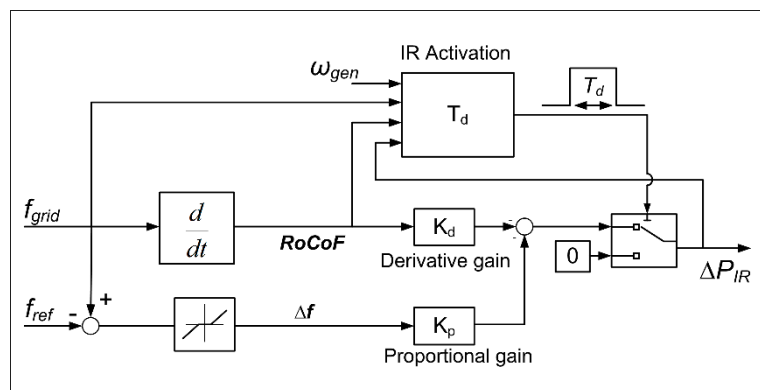 IR Activation
ω_gen
T_d
T_d
f_grid
d
dt
RoCoF
K_d
Derivative gain
-
-
0
ΔP_IR
f_ref
-
+
Δf
K_p
Proportional gain